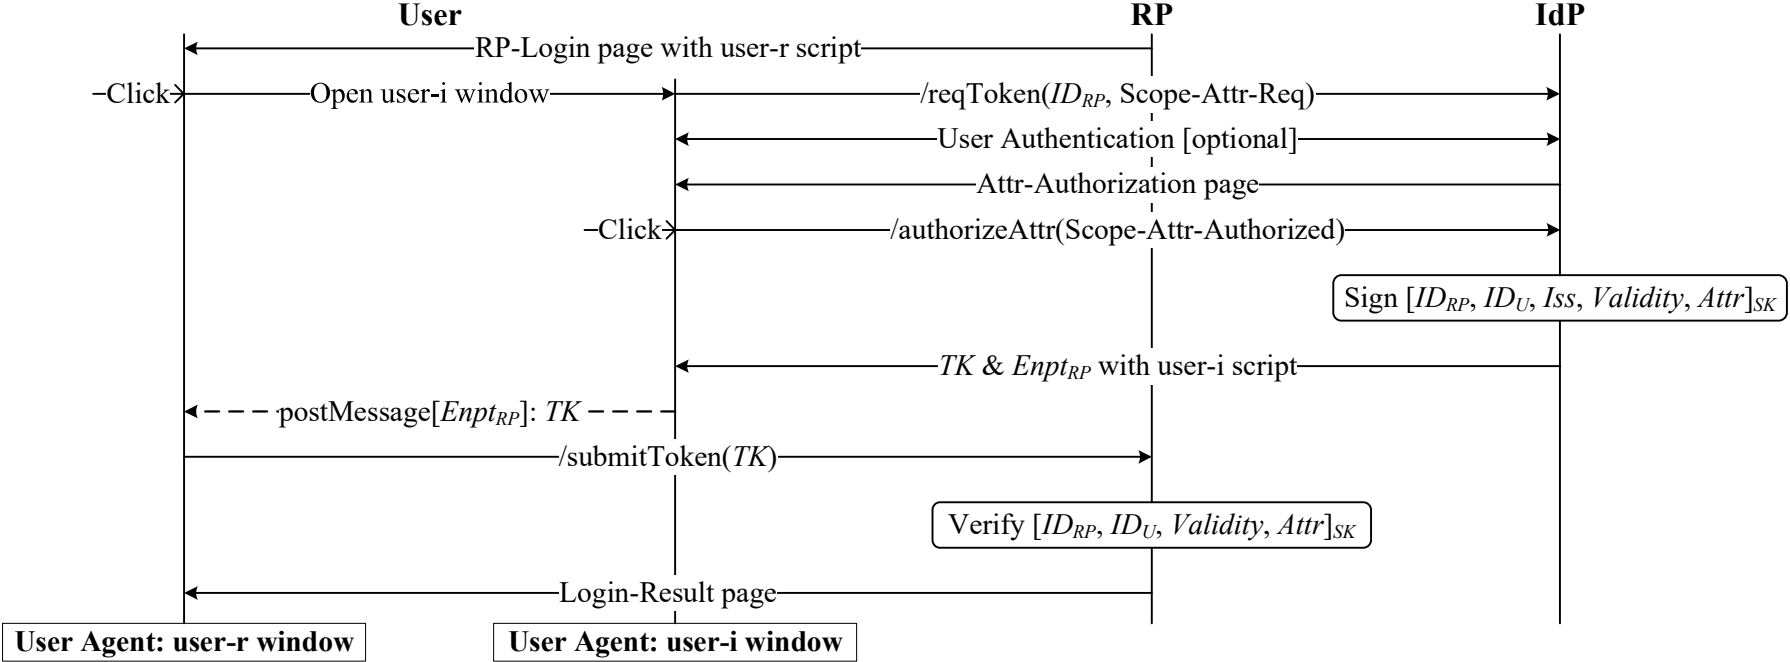 User RP IdP
RP-Login page with user-r script
Click Open user-i window /reqToken(ID_RP, Scope-Attr-Req)
User Authentication [optional]
Attr-Authorization page
Click /authorizeAttr(Scope-Attr-Authorized)
Sign [ID_RP, ID_U, Iss, Validity, Attr]_SK
TK & Enpt_RP with user-i script
postMessage[Enpt_RP]: TK
/submitToken(TK)
Verify [ID_RP, ID_U, Validity, Attr]_SK
Login-Result page
User Agent: user-r window User Agent: user-i window